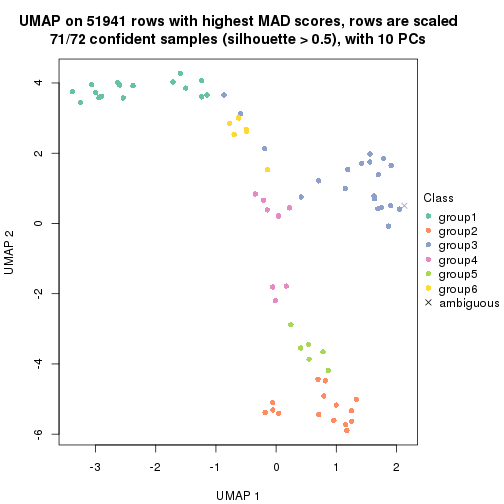 UMAP on 51941 rows with highest MAD scores, rows are scaled
71/72 confident samples (silhouette > 0.5), with 10 PCs
4
2
0
-2
-4
-6
UMAP 2
-3
-2
-1
0
1
2
UMAP 1
Class
group1
group2
group3
group4
group5
group6
ambiguous